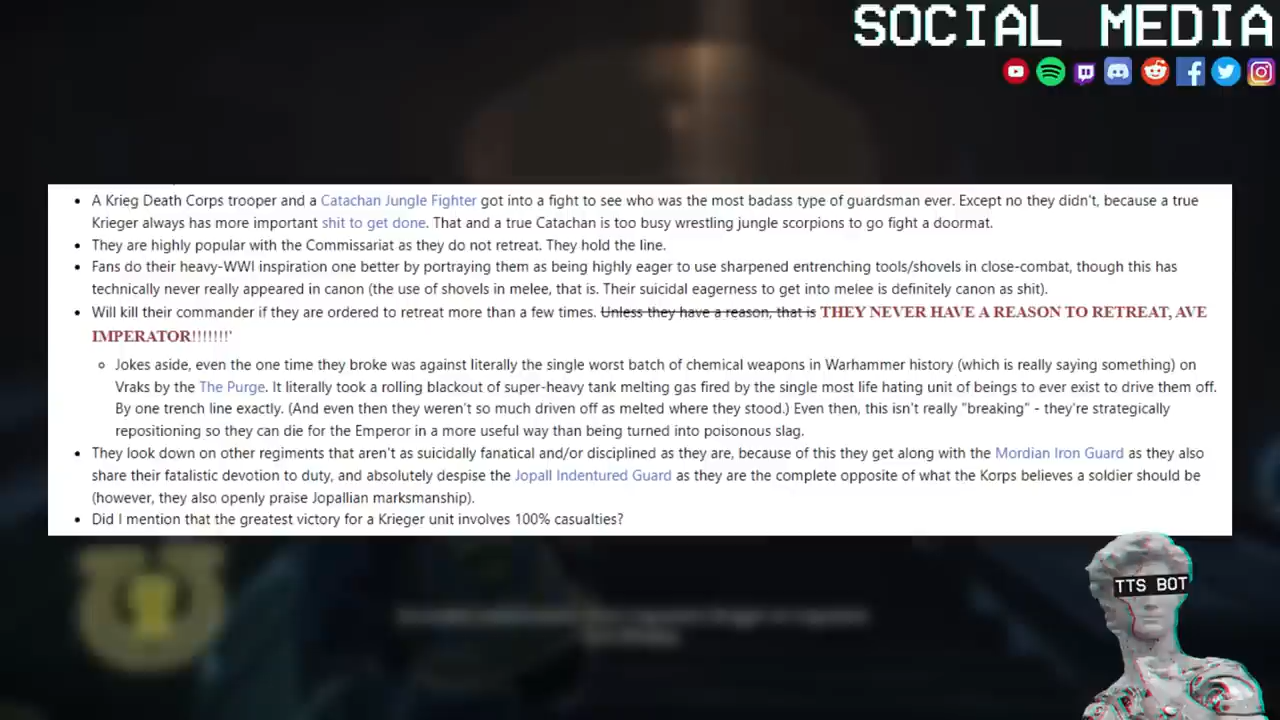 SOCIAL MEDIA
A Krieg Death Corps trooper and a Catachan Jungle Fighter got into a fight to see who was the most badass type of guardsman ever. Except no they didn't, because a true
Krieger always has more important shit to get done. That and a true Catachan is too busy wrestling jungle scorpions to go fight a doormat.
They are highly popular with the Commissariat as they do not retreat. They hold the line.
Fans do their heavy-WWI inspiration one better by portraying them as being highly eager to use sharpened entrenching tools/shovels in close-combat, though this has
technically never really appeared in canon (the use of shovels in melee, that is. Their suicidal eagerness to get into melee is definitely canon as shit).
Will kill their commander if they are ordered to retreat more than a few times. Unless they have a reason, that is THEY NEVER HAVE A REASON TO RETREAT, AVE
IMPERATOR!!!!!!!'
Jokes aside, even the one time they broke was against literally the single worst batch of chemical weapons in Warhammer history (which is really saying something) on
Vraks by the The Purge. It literally took a rolling blackout of super-heavy tank melting gas fired by the single most life hating unit of beings to ever exist to drive them off.
By one trench line exactly. (And even then they weren't so much driven off as melted where they stood.) Even then, this isn't really "breaking" - they're strategically
repositioning so they can die for the Emperor in a more useful way than being turned into poisonous slag.
They look down on other regiments that aren't as suicidally fanatical and/or disciplined as they are, because of this they get along with the Mordian Iron Guard as they also
share their fatalistic devotion to duty, and absolutely despise the Jopall Indentured Guard as they are the complete opposite of what the Korps believes a soldier should be
(however, they also openly praise Jopallian marksmanship).
Did I mention that the greatest victory for a Krieger unit involves 100% casualties?
TTS BOT